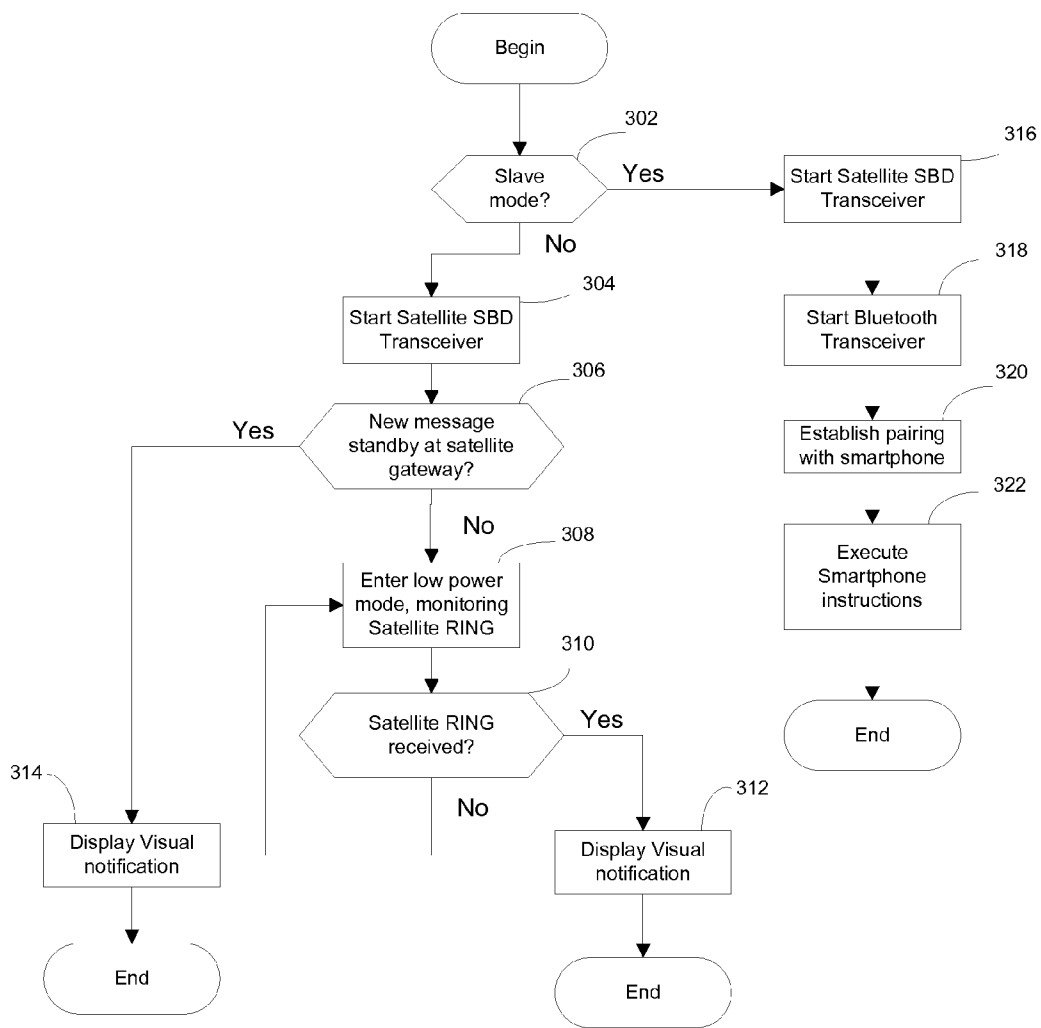 Begin
302
Slave
mode?
Yes
316
Start Satellite SBD
Transceiver
No
304
Start Satellite SBD
Transceiver
318
Start Bluetooth
Transceiver
306
New message
standby at satellite
gateway?
Yes
320
Establish pairing
with smartphone
No
308
Enter low power
mode, monitoring
Satellite RING
322
Execute
Smartphone
instructions
310
Satellite RING
received?
Yes
End
No
314
Display Visual
notification
312
Display Visual
notification
End
End